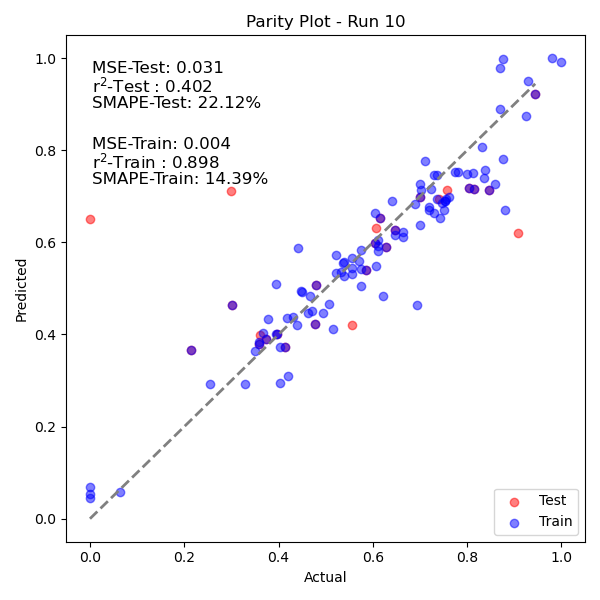 Parity Plot - Run 10
MSE-Test: 0.031
r²-Test : 0.402
SMAPE-Test: 22.12%
MSE-Train: 0.004
r²-Train : 0.898
SMAPE-Train: 14.39%
Predicted
1.0
0.8
0.6
0.4
0.2
0.0
0.0 0.2 0.4 0.6 0.8 1.0
Actual
Test
Train